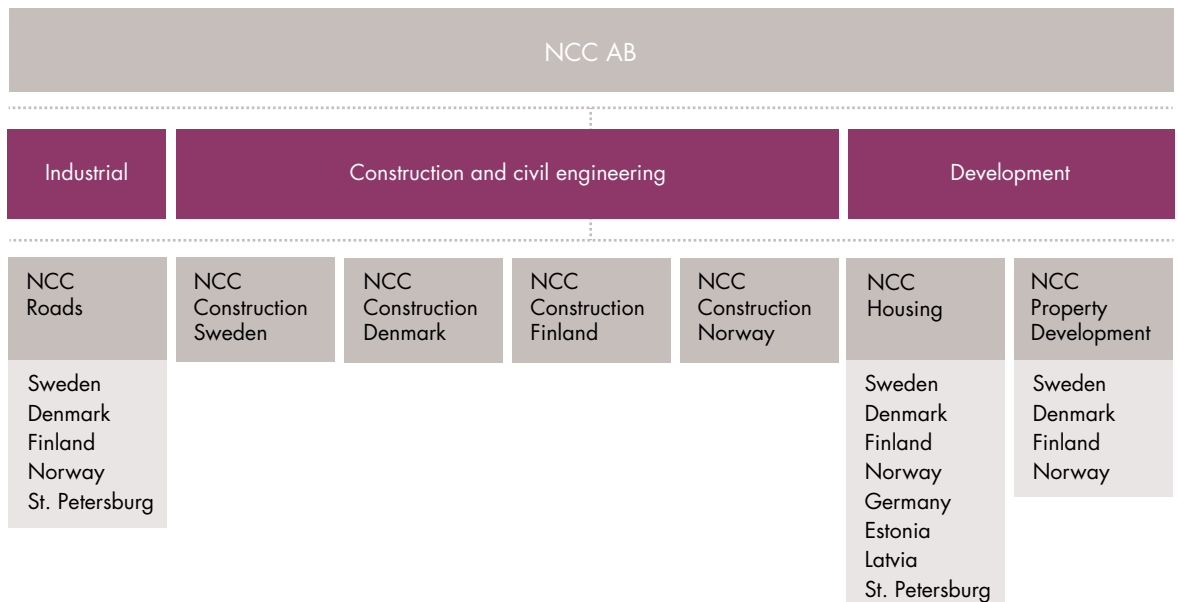 NCC AB
Industrial
Construction and civil engineering
Development
NCC
Roads
NCC
Construction
Sweden
NCC
Construction
Denmark
NCC
Construction
Finland
NCC
Construction
Norway
NCC
Housing
NCC
Property
Development
Sweden
Denmark
Finland
Norway
St. Petersburg
Sweden
Denmark
Finland
Norway
Germany
Estonia
Latvia
St. Petersburg
Sweden
Denmark
Finland
Norway